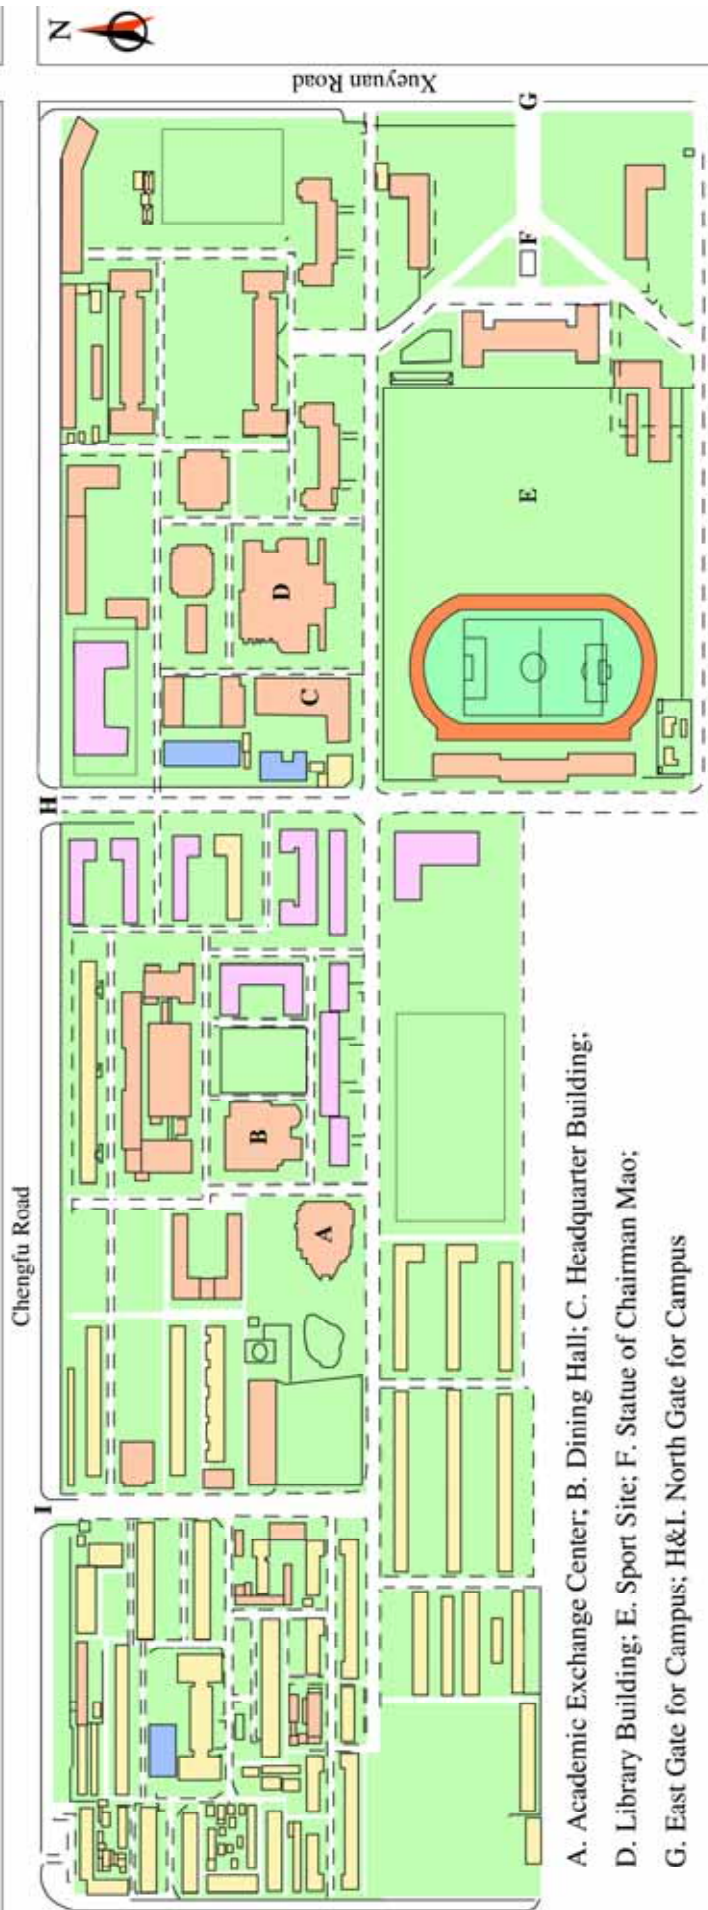 N
Xueyuan Road
Chengfu Road
G
F
E
D
C
H
B
A
I
A. Academic Exchange Center; B. Dining Hall; C. Headquarter Building;
D. Library Building; E. Sport Site; F. Statue of Chairman Mao;
G. East Gate for Campus; H&I. North Gate for Campus